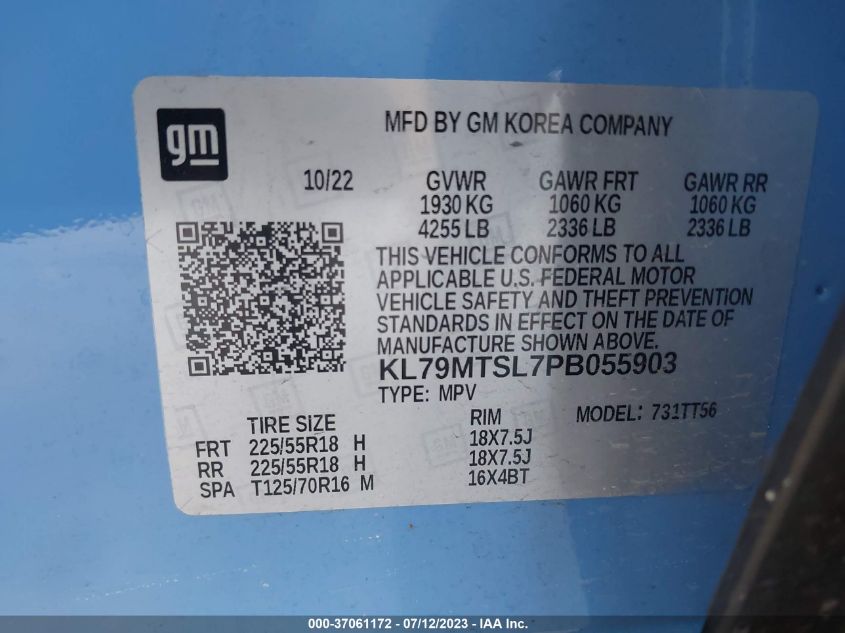 gm
MFD BY GM KOREA COMPANY
10/22
GVWR GAWR FRT GAWR RR
1930 KG 1060 KG 1060 KG
4255 LB 2336 LB 2336 LB
THIS VEHICLE CONFORMS TO ALL
APPLICABLE U.S. FEDERAL MOTOR
VEHICLE SAFETY AND THEFT PREVENTION
STANDARDS IN EFFECT ON THE DATE OF
MANUFACTURE SHOWN ABOVE.
KL79MTSL7PB055903
TYPE: MPV MODEL: 731TT56
TIRE SIZE RIM
FRT 225/55R18 H 18X7.5J
RR 225/55R18 H 18X7.5J
SPA T125/70R16 M 16X4BT
000-37061172 - 07/12/2023 - IAA Inc.